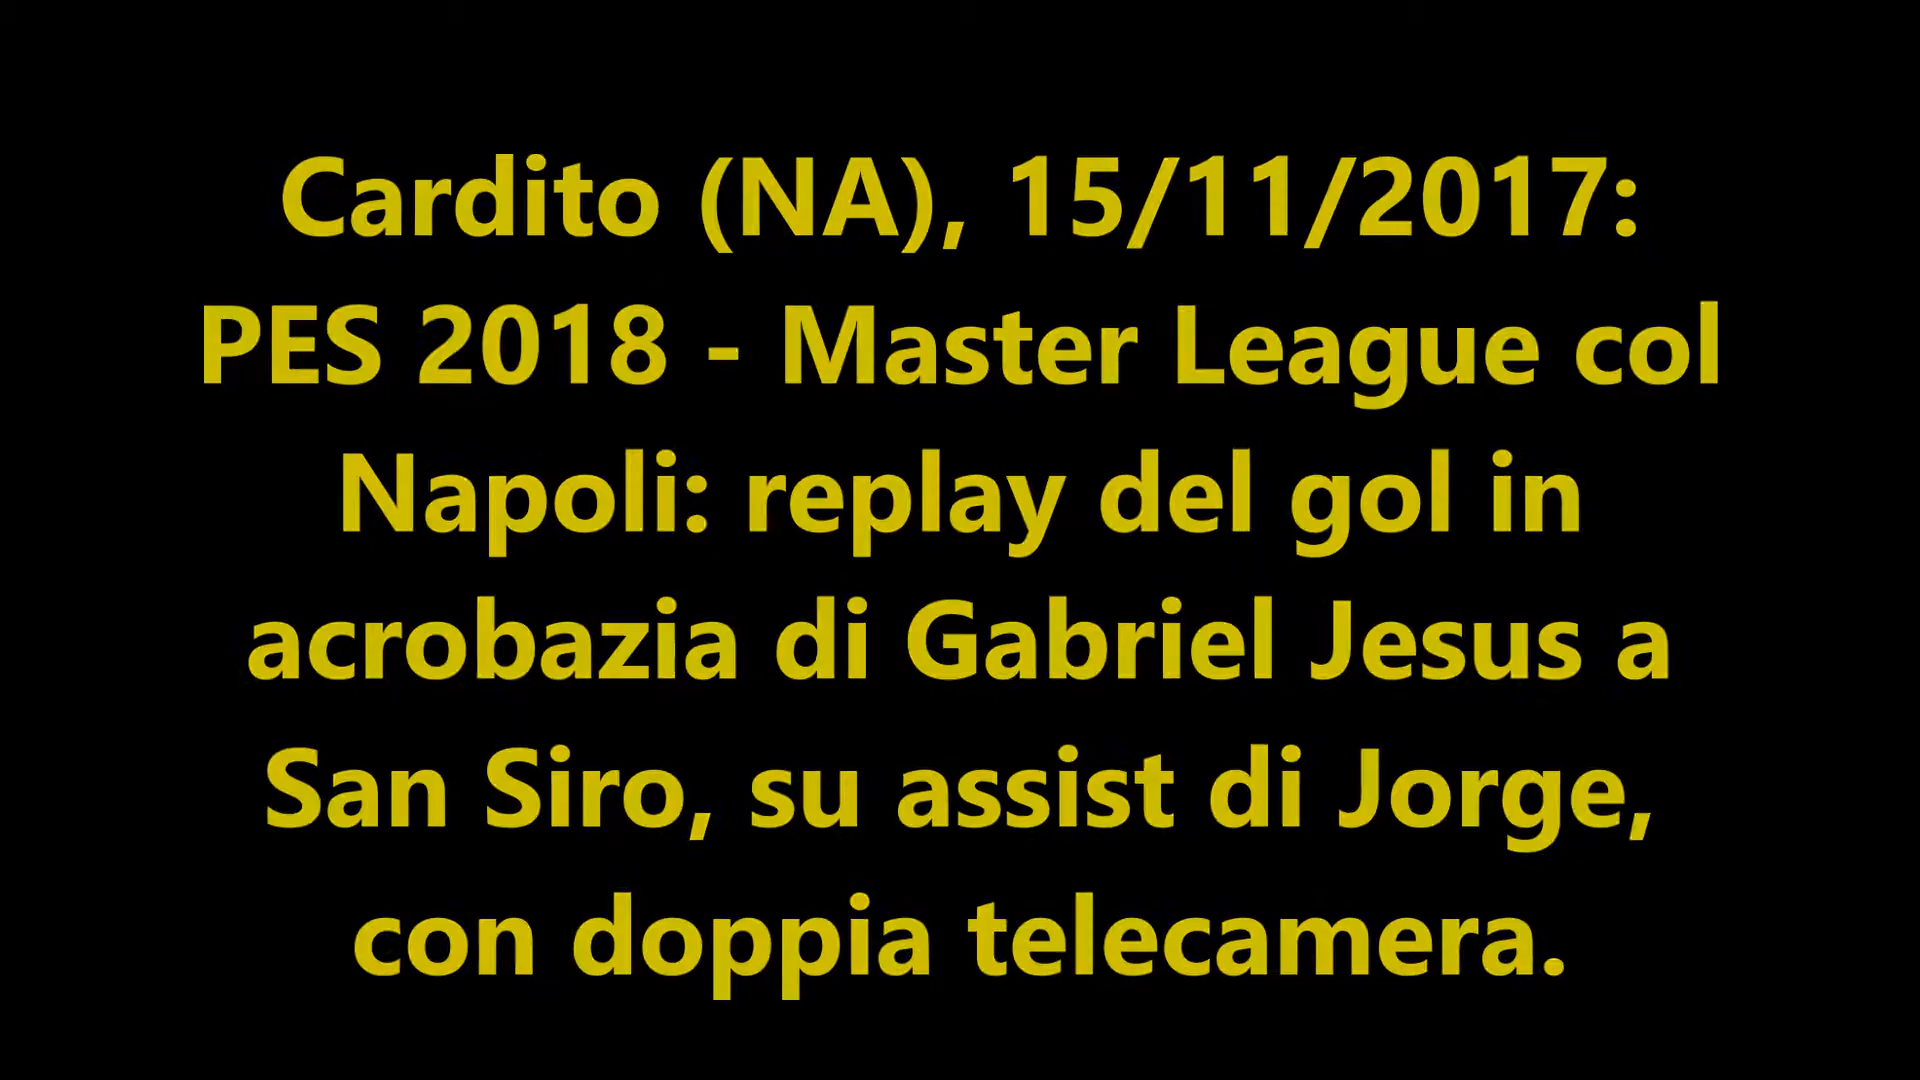 Cardito (NA), 15/11/2017:
PES 2018 - Master League col
Napoli: replay del gol in
acrobazia di Gabriel Jesus a
San Siro, su assist di Jorge,
con doppia telecamera.